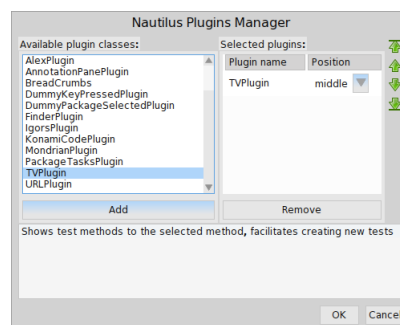 Nautilus Plugins Manager
Available plugin classes:
Selected plugins:
AlexPlugin
AnnotationPanePlugin
BreadCrumbs
DummyKeyPressedPlugin
DummyPackageSelectedPlugin
FinderPlugin
IgorsPlugin
KonamiCodePlugin
MondrianPlugin
PackageTasksPlugin
TVPlugin
URLPlugin
Plugin name Position
TVPlugin middle
Add
Remove
Shows test methods to the selected method, facilitates creating new tests
OK
Cancel